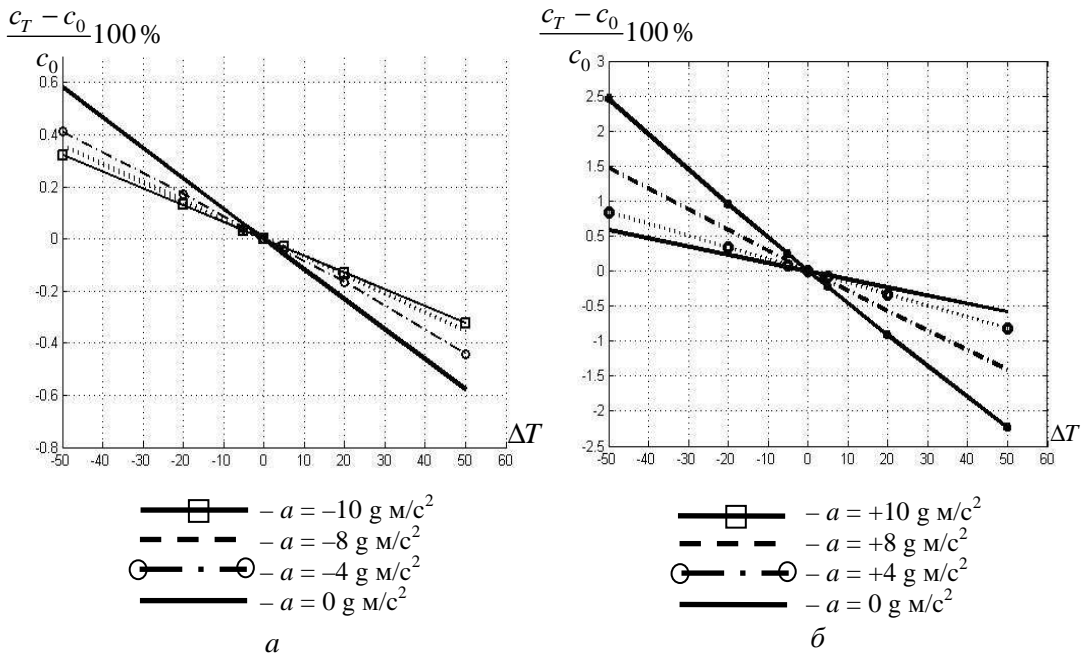 c_T − c_0
100 %
c_0
0.6
0.4
0.2
0
-0.2
-0.4
-0.6
-0.8
-50 -40 -30 -20 -10 0 10 20 30 40 50 60
ΔT
– a = –10 g м/с²
– a = –8 g м/с²
– a = –4 g м/с²
– a = 0 g м/с²
а
c_T − c_0
100 %
c_0
3
2.5
2
1.5
1
0.5
0
-0.5
-1
-1.5
-2
-2.5
-50 -40 -30 -20 -10 0 10 20 30 40 50 60
ΔT
– a = +10 g м/с²
– a = +8 g м/с²
– a = +4 g м/с²
– a = 0 g м/с²
б